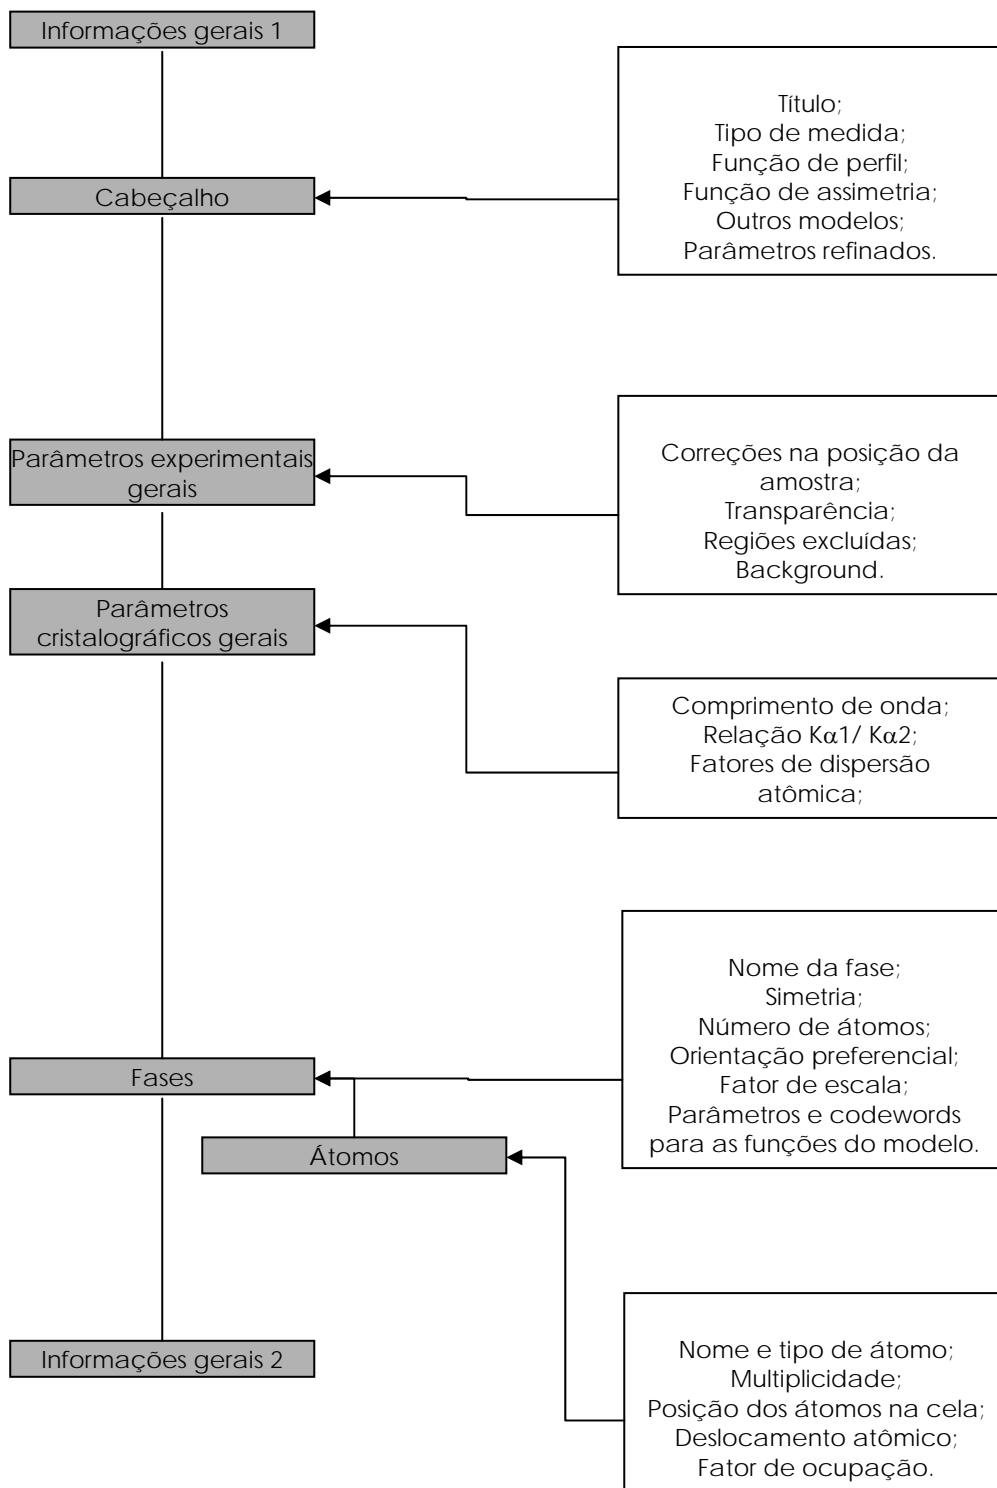 Informações gerais 1
Título;
Tipo de medida;
Função de perfil;
Função de assimetria;
Outros modelos;
Parâmetros refinados.
Cabeçalho
Correções na posição da
amostra;
Transparência;
Regiões excluídas;
Background.
Parâmetros experimentais
gerais
Parâmetros
cristalográficos gerais
Comprimento de onda;
Relação Kα1/ Kα2;
Fatores de dispersão
atômica;
Nome da fase;
Simetria;
Número de átomos;
Orientação preferencial;
Fator de escala;
Parâmetros e codewords
para as funções do modelo.
Fases
Átomos
Informações gerais 2
Nome e tipo de átomo;
Multiplicidade;
Posição dos átomos na cela;
Deslocamento atômico;
Fator de ocupação.